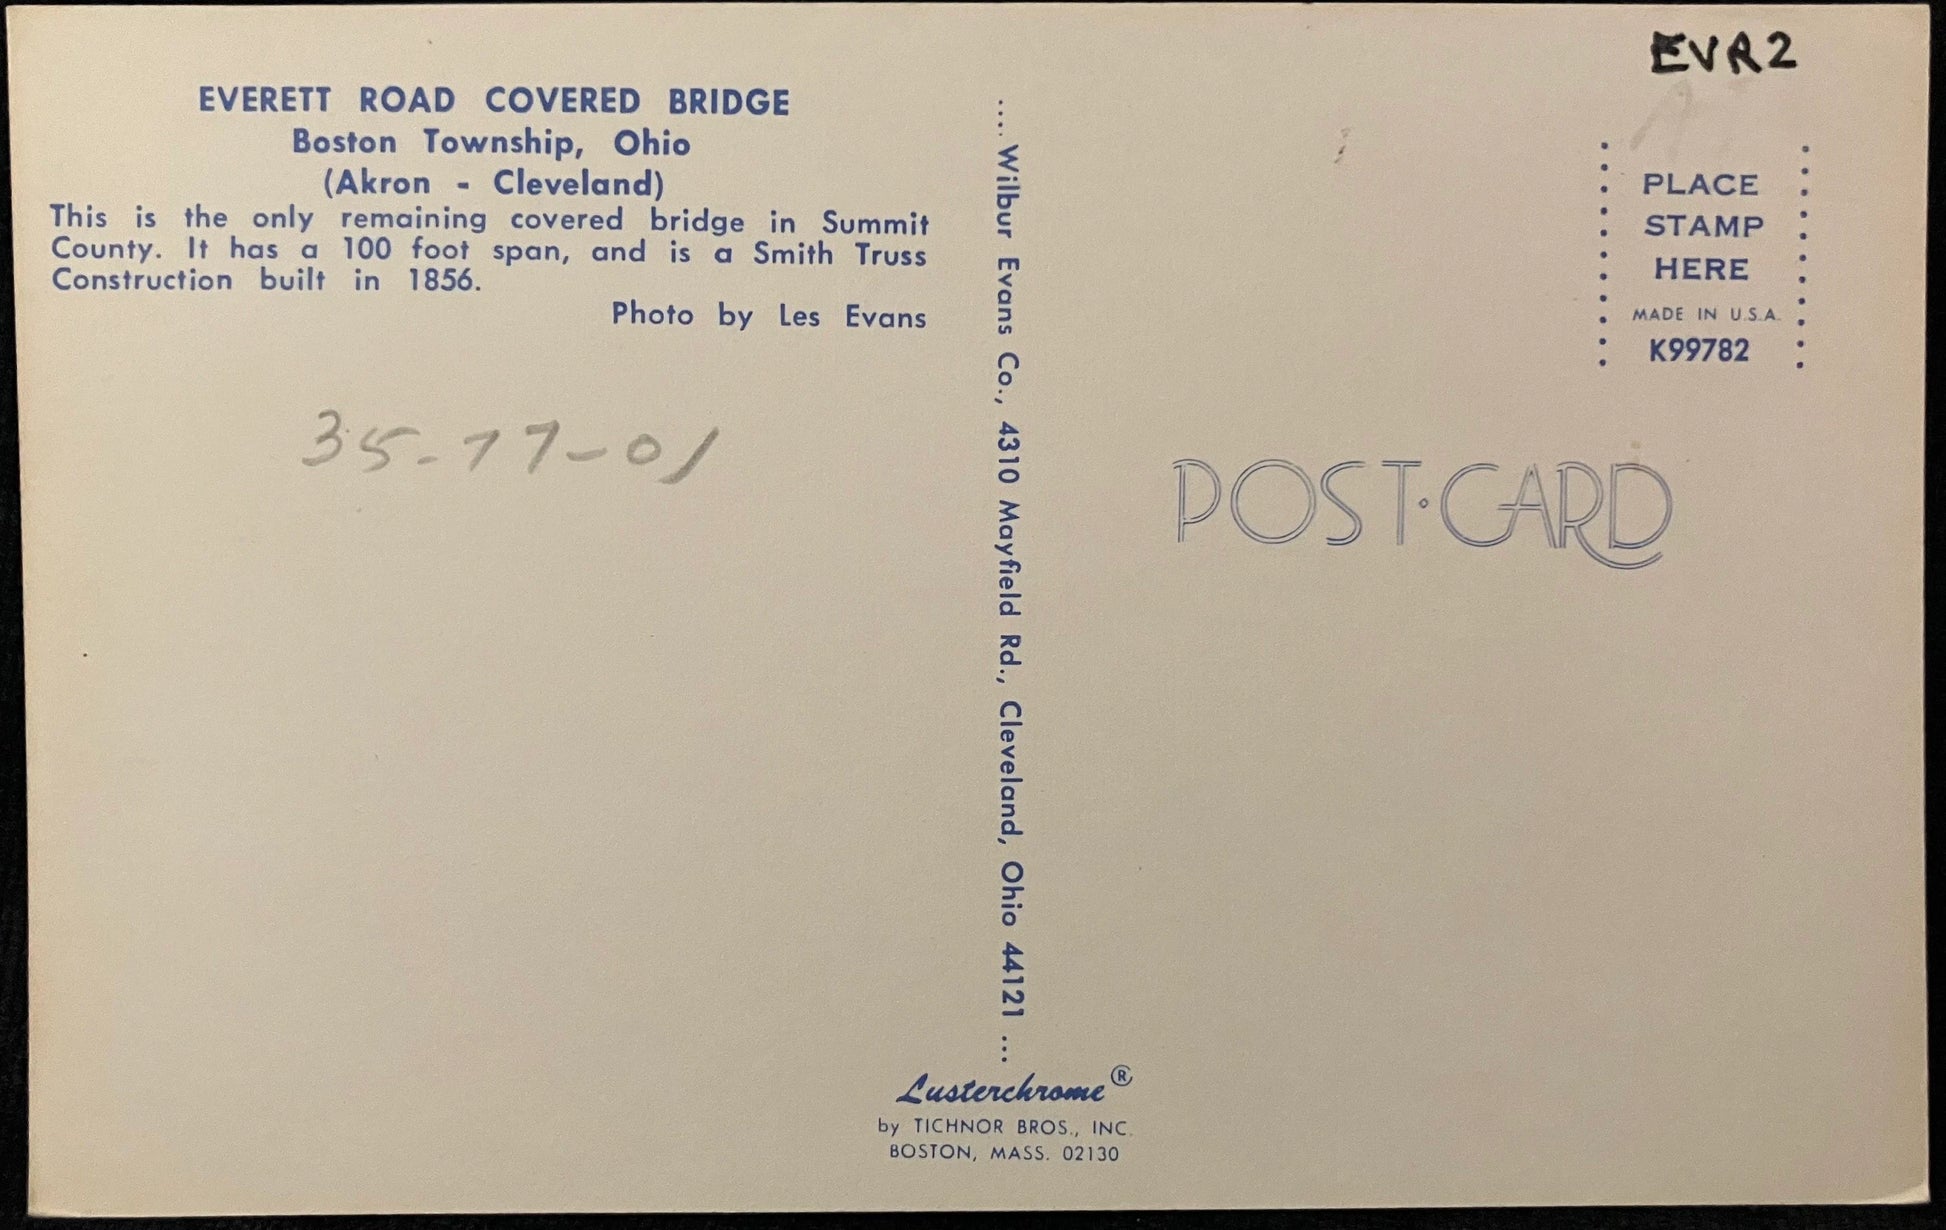 EVERETT ROAD COVERED BRIDGE
Boston Township, Ohio
(Akron - Cleveland)
This is the only remaining covered bridge in Summit
County. It has a 100 foot span, and is a Smith Truss
Construction built in 1856.
Photo by Les Evans
35-77-01
.... Wilbur Evans Co., 4310 Mayfield Rd., Cleveland, Ohio 44121 ...
Lusterchrome®
by TICHNOR BROS., INC.
BOSTON, MASS. 02130
EVR2
PLACE
STAMP
HERE
MADE IN U.S.A.
K99782
POST·CARD